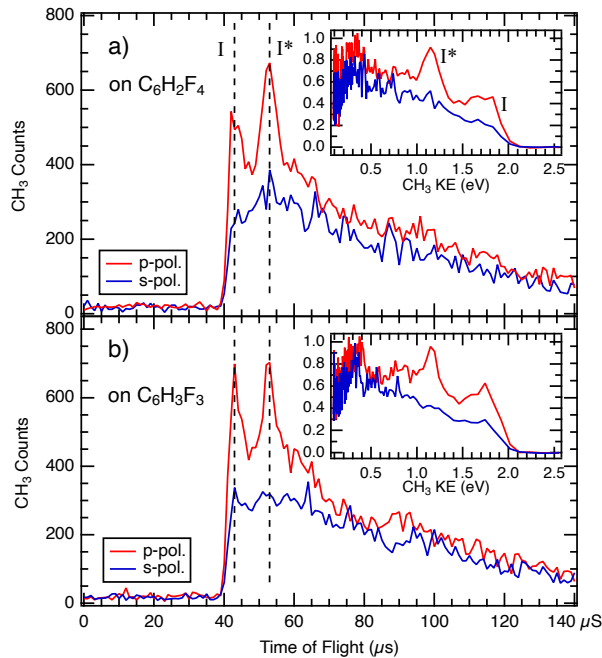 a)
I
I*
on C6H2F4
CH3 Counts
800
600
400
200
0
p-pol.
s-pol.
I*
I
1.0
0.8
0.6
0.4
0.2
0.0
0.5 1.0 1.5 2.0 2.5
CH3 KE (eV)
b)
on C6H3F3
CH3 Counts
800
600
400
200
0
p-pol.
s-pol.
1.0
0.8
0.6
0.4
0.2
0.0
0.5 1.0 1.5 2.0 2.5
CH3 KE (eV)
0 20 40 60 80 100 120 140 µS
Time of Flight (µs)